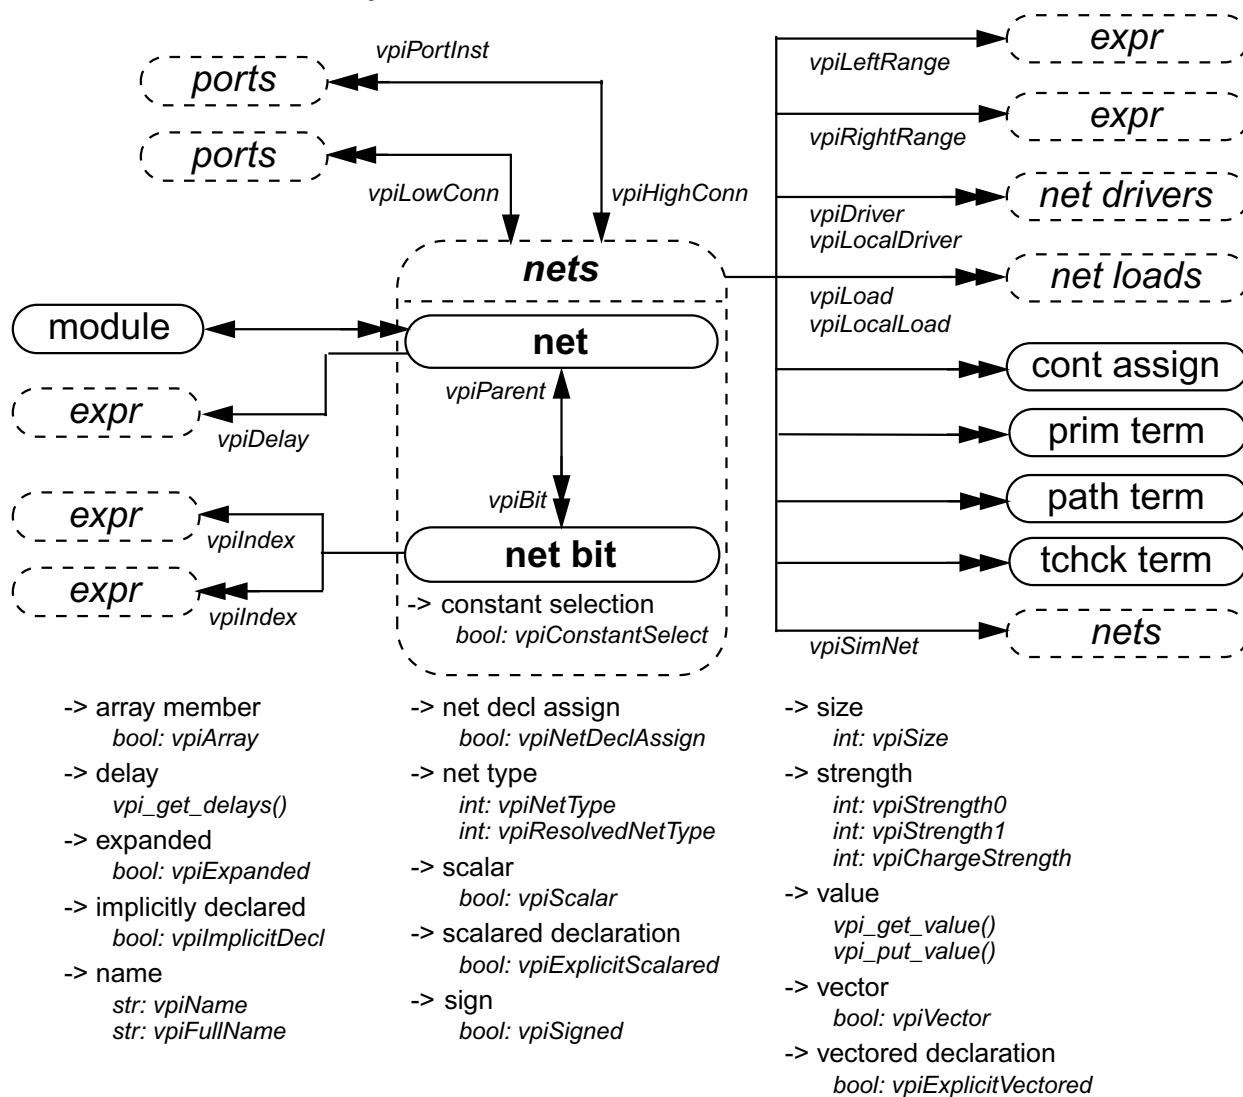 vpiPortInst
ports
ports
vpiLowConn
vpiHighConn
expr
vpiLeftRange
expr
vpiRightRange
net drivers
vpiDriver
vpiLocalDriver
net loads
vpiLoad
vpiLocalLoad
nets
module
net
vpiParent
expr
vpiDelay
vpiBit
expr
vpiIndex
net bit
expr
vpiIndex
-> constant selection
bool: vpiConstantSelect
cont assign
prim term
path term
tchck term
nets
vpiSimNet
-> array member
bool: vpiArray
-> delay
vpi_get_delays()
-> expanded
bool: vpiExpanded
-> implicitly declared
bool: vpiImplicitDecl
-> name
str: vpiName
str: vpiFullName
-> net decl assign
bool: vpiNetDeclAssign
-> net type
int: vpiNetType
int: vpiResolvedNetType
-> scalar
bool: vpiScalar
-> scalared declaration
bool: vpiExplicitScalared
-> sign
bool: vpiSigned
-> size
int: vpiSize
-> strength
int: vpiStrength0
int: vpiStrength1
int: vpiChargeStrength
-> value
vpi_get_value()
vpi_put_value()
-> vector
bool: vpiVector
-> vectored declaration
bool: vpiExplicitVectored